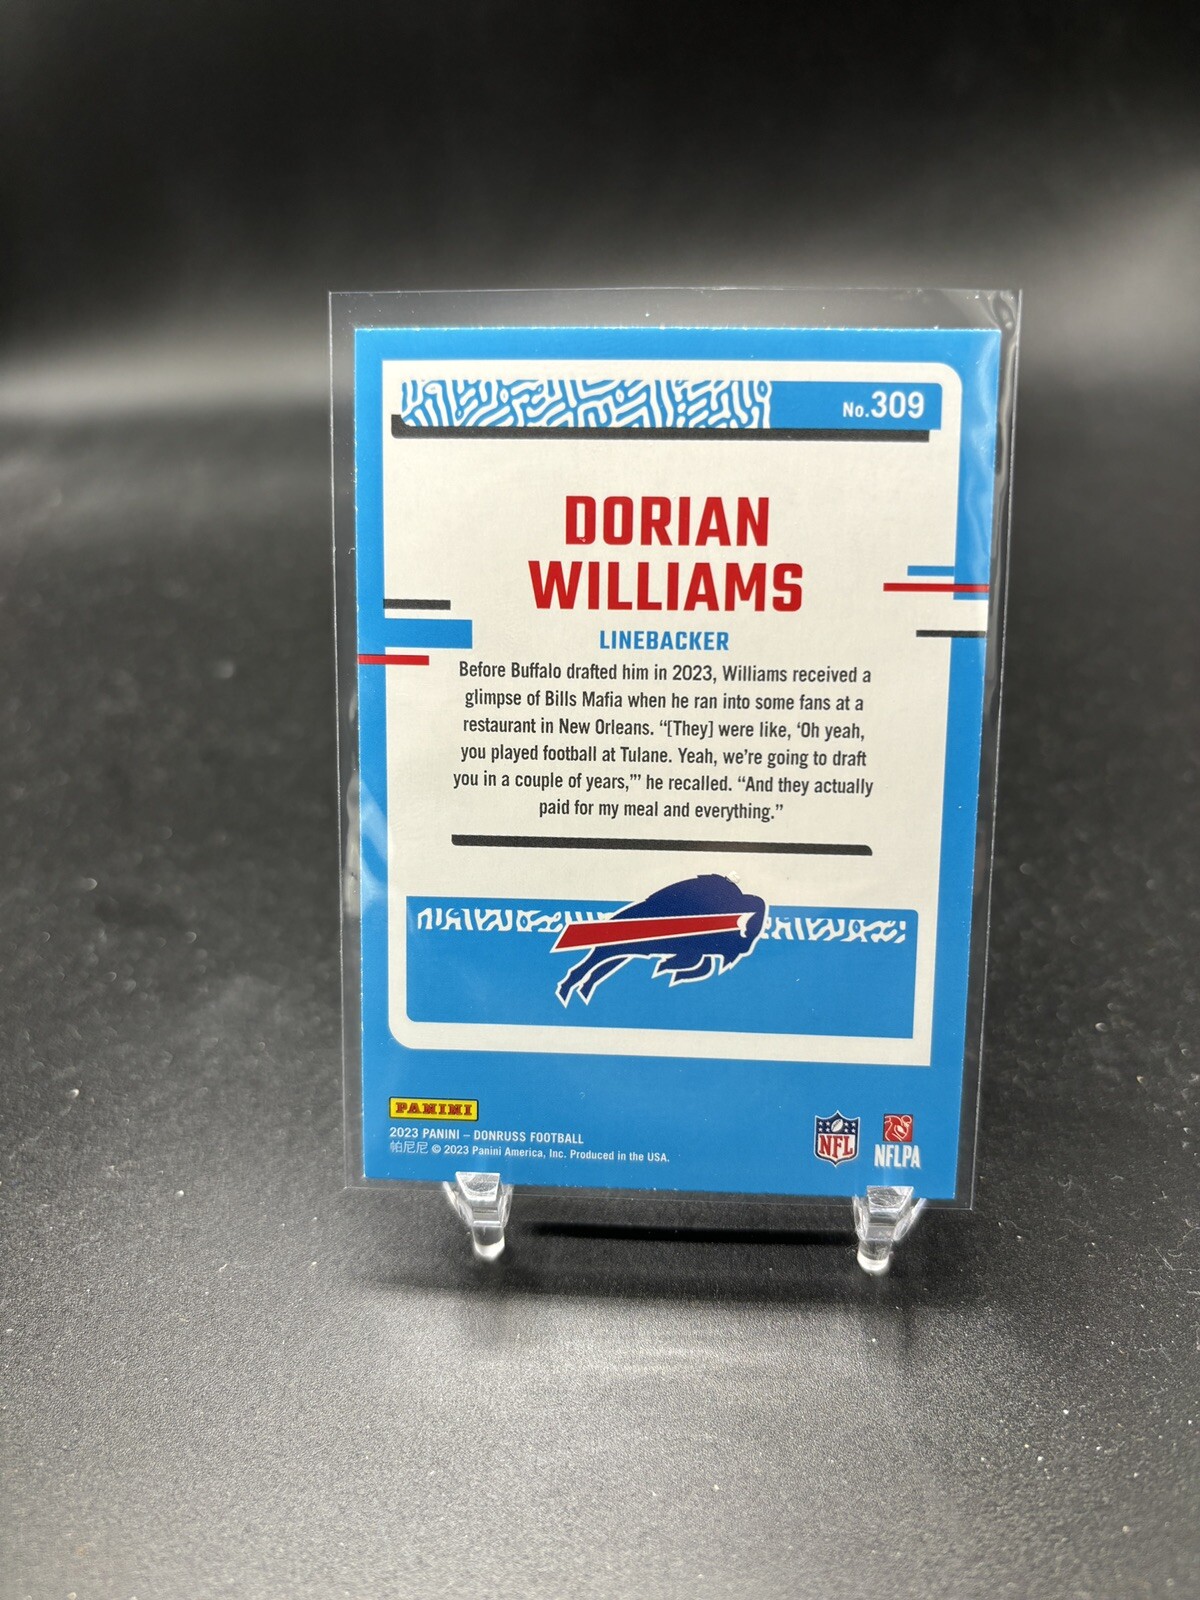 No.309
DORIAN
WILLIAMS
LINEBACKER
Before Buffalo drafted him in 2023, Williams received a
glimpse of Bills Mafia when he ran into some fans at a
restaurant in New Orleans. “[They] were like, ‘Oh yeah,
you played football at Tulane. Yeah, we’re going to draft
you in a couple of years,’” he recalled. “And they actually
paid for my meal and everything.”
PANINI
2023 PANINI – DONRUSS FOOTBALL
帕尼尼 © 2023 Panini America, Inc. Produced in the USA.
NFL
NFLPA